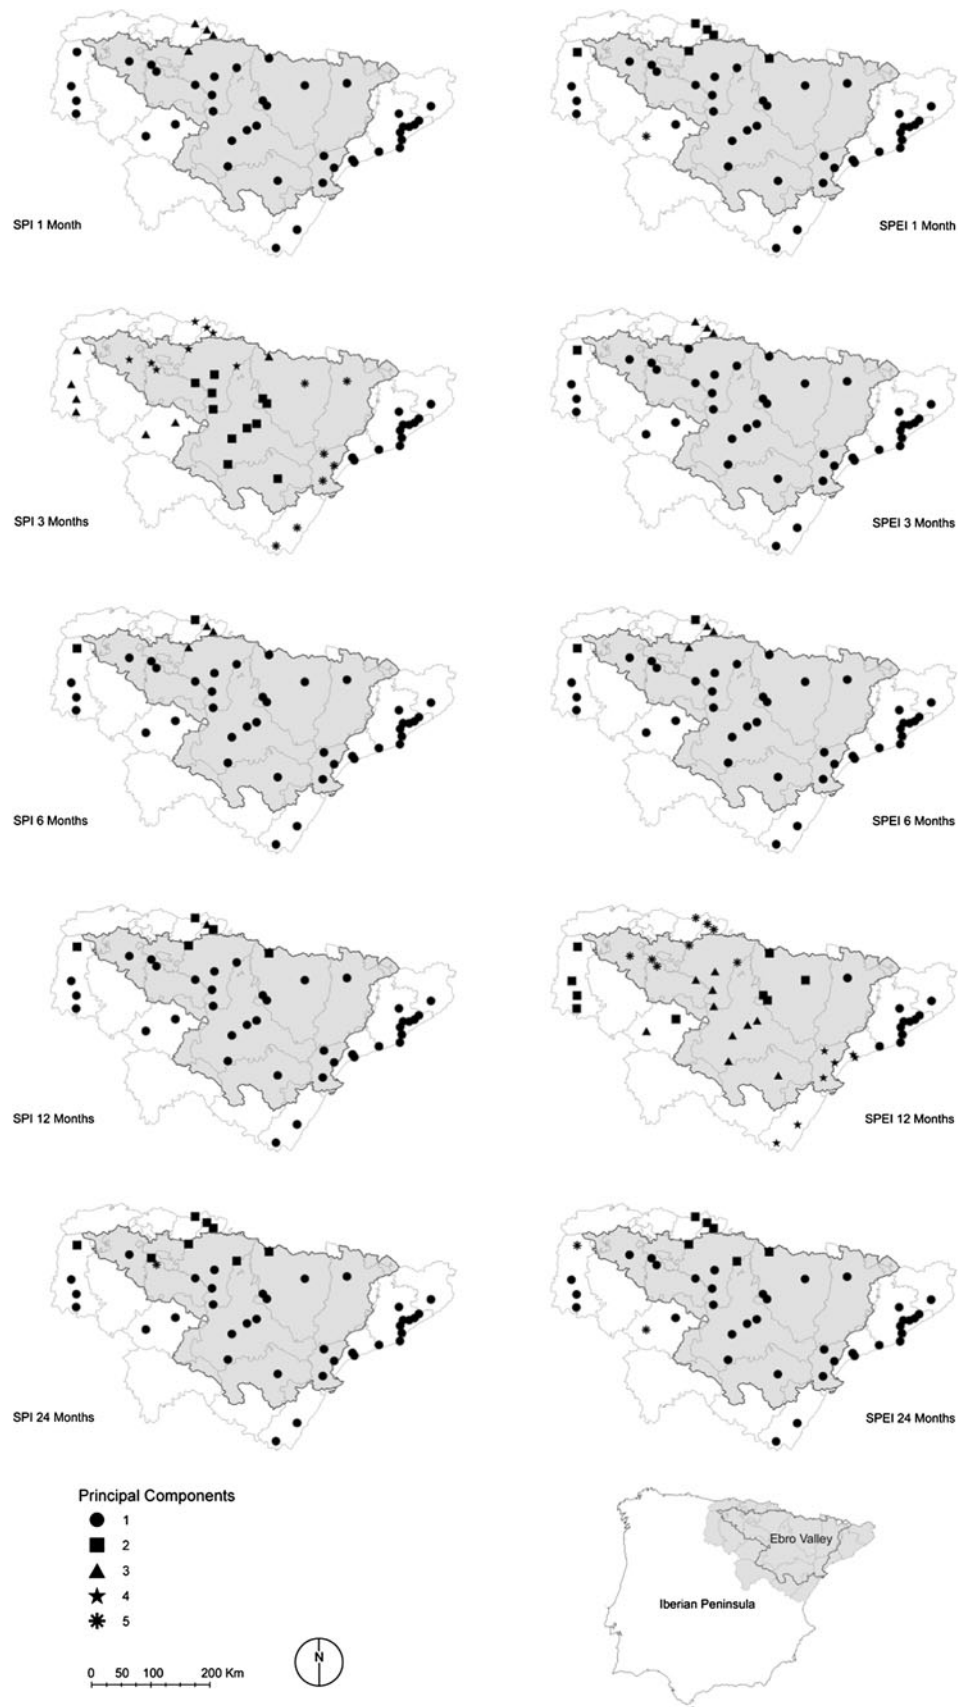 SPI 1 Month
SPEI 1 Month
SPI 3 Months
SPEI 3 Months
SPI 6 Months
SPEI 6 Months
SPI 12 Months
SPEI 12 Months
SPI 24 Months
SPEI 24 Months
Principal Components
1
2
3
4
5
0 50 100 200 Km
N
Ebro Valley
Iberian Peninsula